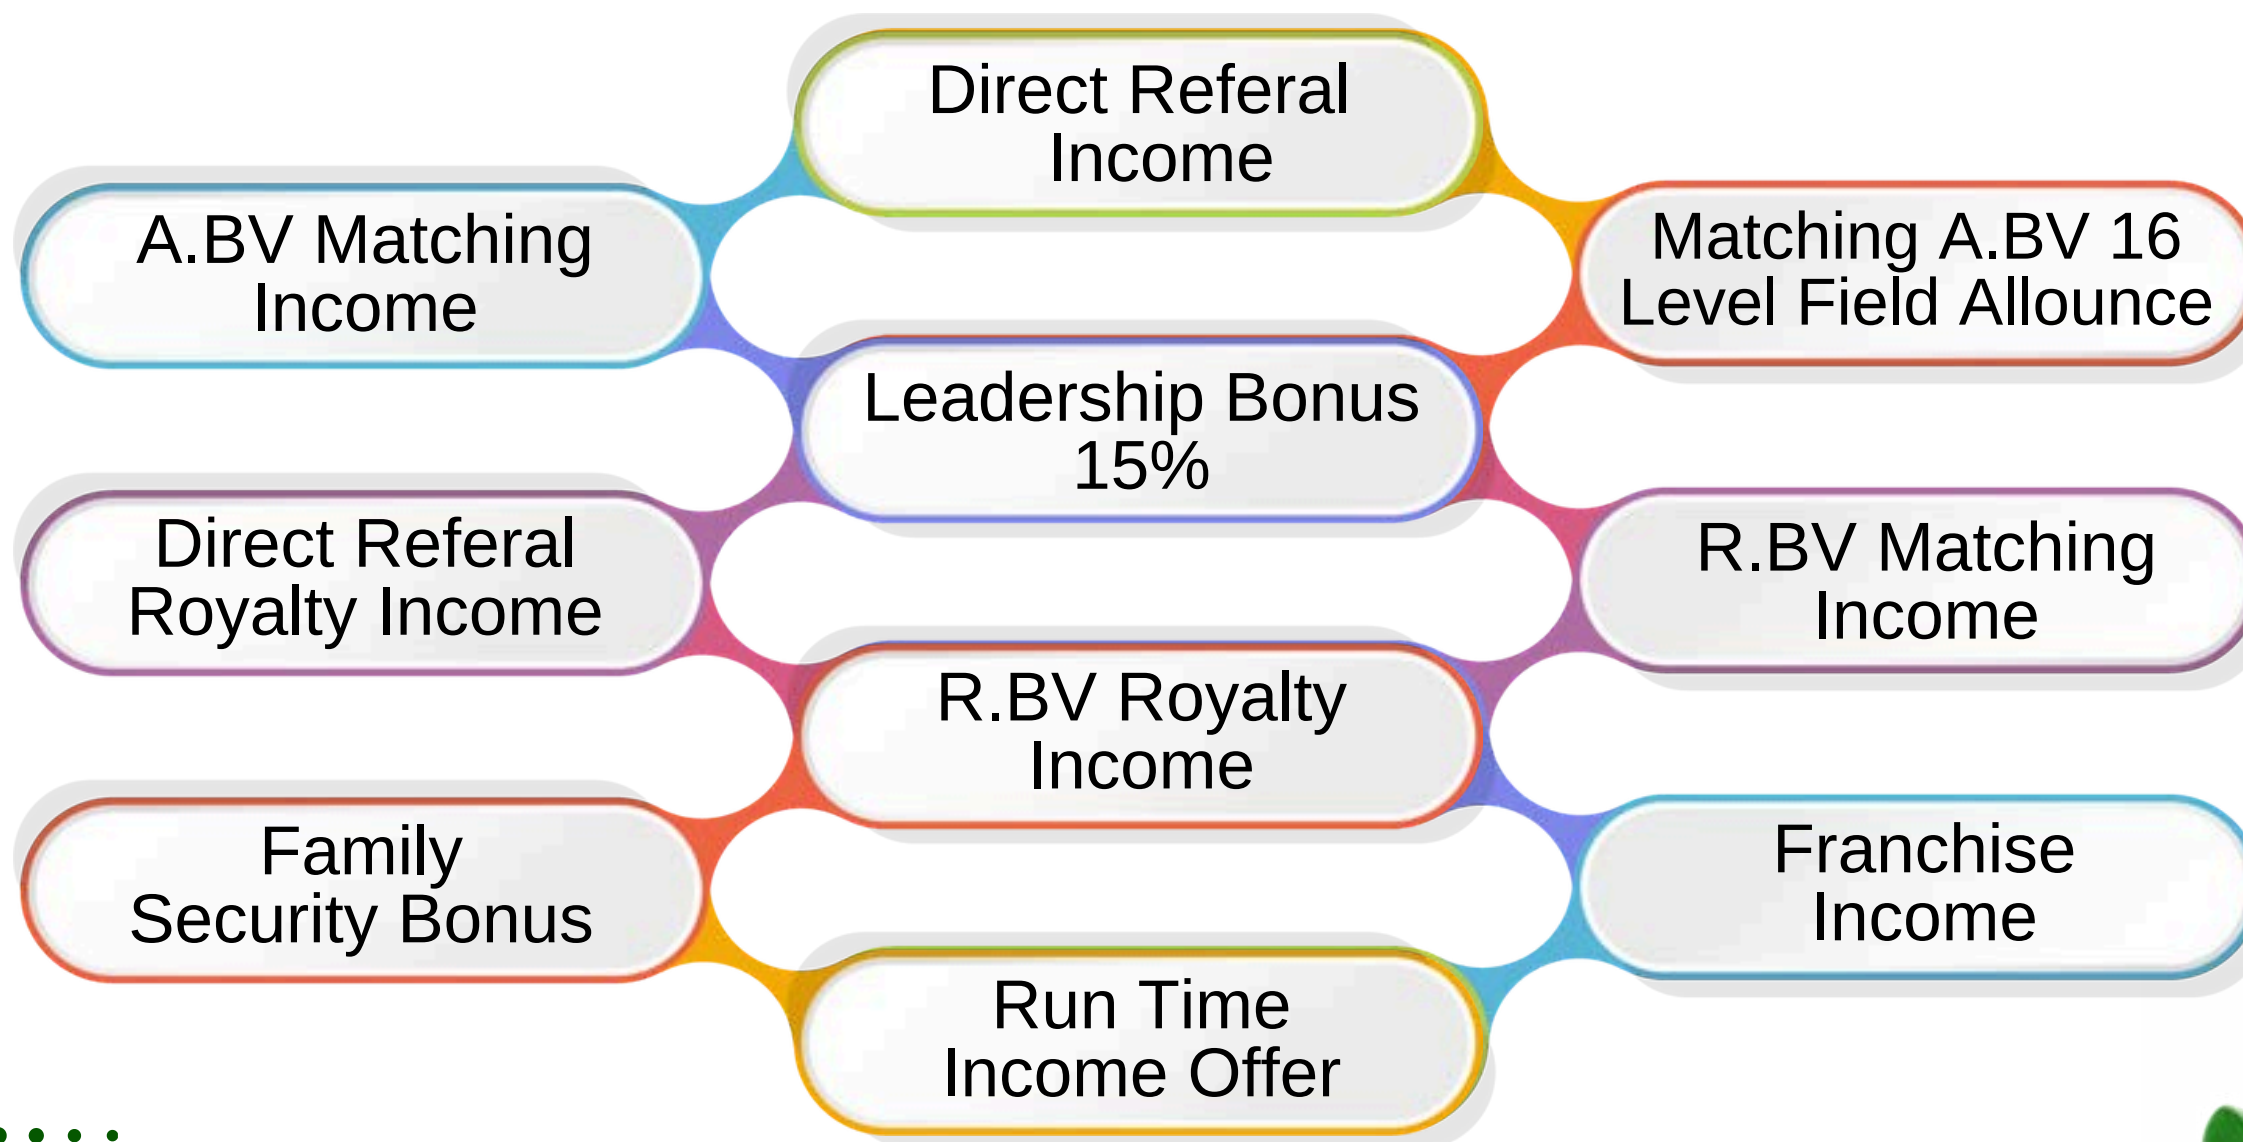 Direct Referal
Income
A.BV Matching
Income
Matching A.BV 16
Level Field Allounce
Leadership Bonus
15%
Direct Referal
Royalty Income
R.BV Matching
Income
R.BV Royalty
Income
Family
Security Bonus
Franchise
Income
Run Time
Income Offer